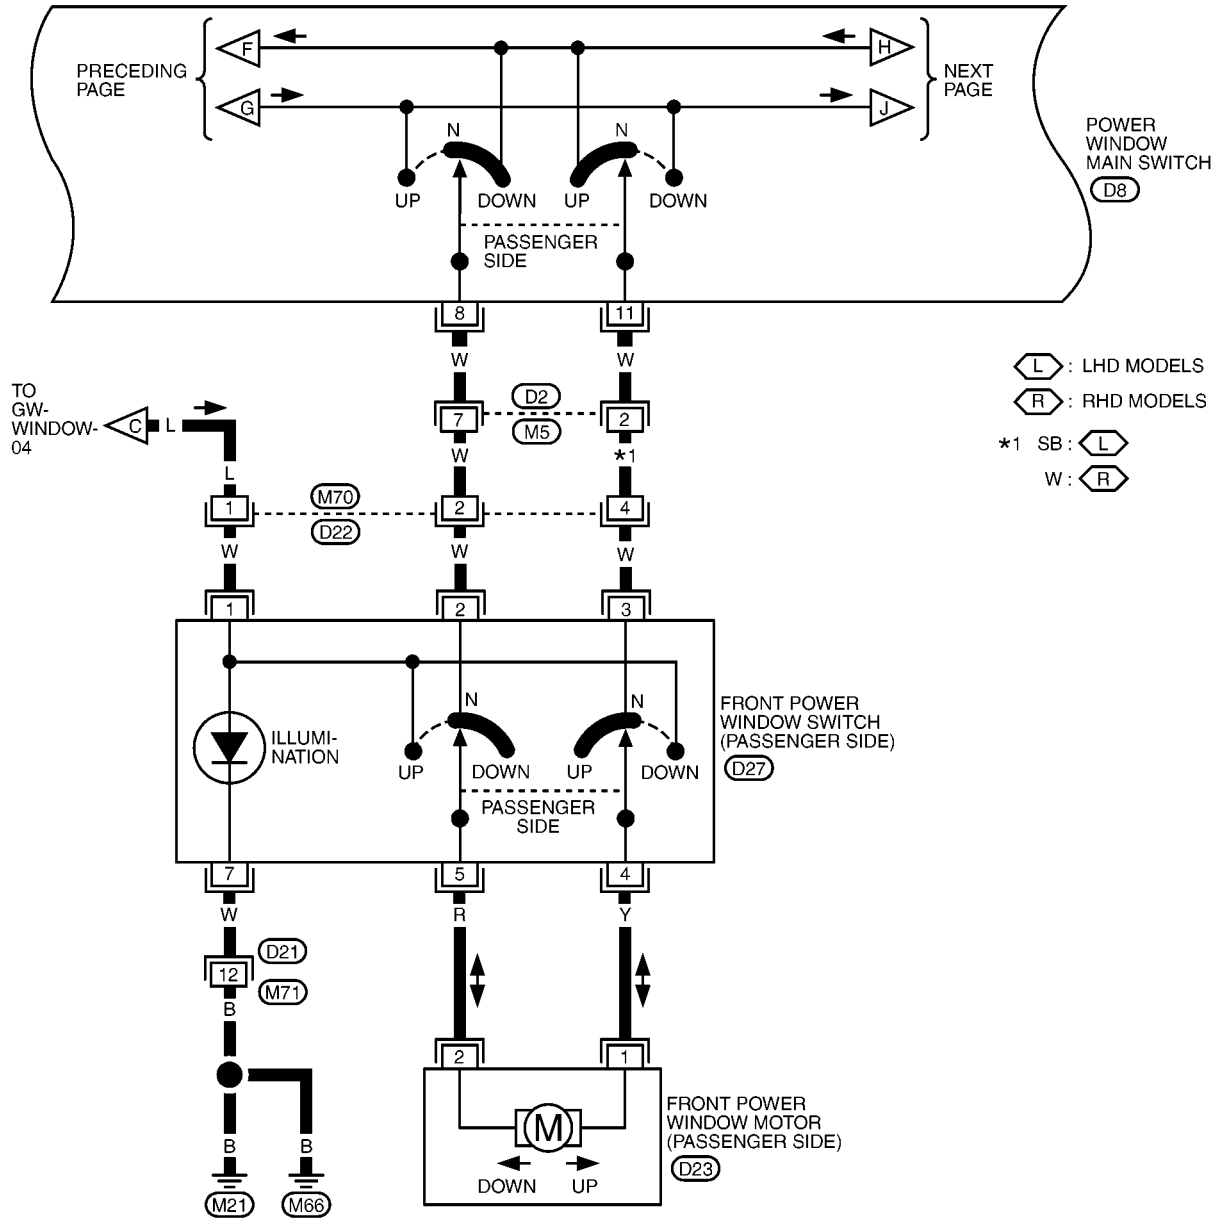 F
H
PRECEDING
PAGE
NEXT
PAGE
G
J
N
N
UP
DOWN
UP
DOWN
PASSENGER
SIDE
POWER
WINDOW
MAIN SWITCH
D8
8
11
W
W
L : LHD MODELS
R : RHD MODELS
*1 SB : L
W : R
TO
GW-
WINDOW-
04
C
L
D2
7
2
M5
W
*1
L
M70
1
2
4
D22
W
W
W
1
2
3
N
N
ILLUMI-
NATION
UP
DOWN
UP
DOWN
PASSENGER
SIDE
FRONT POWER
WINDOW SWITCH
(PASSENGER SIDE)
D27
7
5
4
W
R
Y
D21
12
M71
B
2
1
M
DOWN
UP
FRONT POWER
WINDOW MOTOR
(PASSENGER SIDE)
D23
B
B
M21
M66